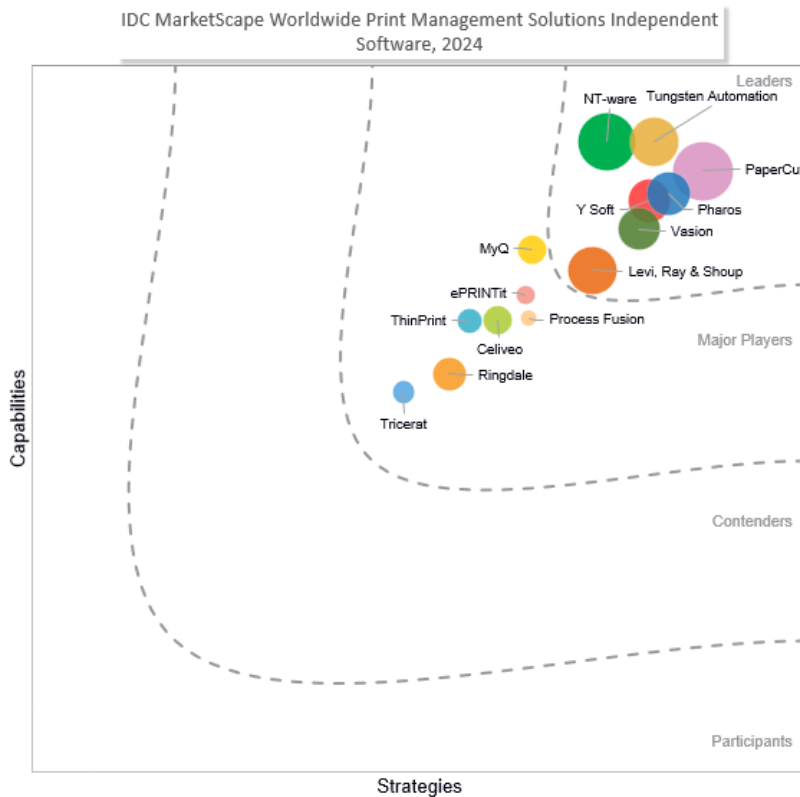 IDC MarketScape Worldwide Print Management Solutions Independent
Software, 2024
Leaders
NT-ware
Tungsten Automation
PaperCu
Y Soft
Pharos
Vasion
MyQ
Levi, Ray & Shoup
ePRINTit
ThinPrint
Process Fusion
Major Players
Celiveo
Ringdale
Tricerat
Capabilities
Contenders
Participants
Strategies